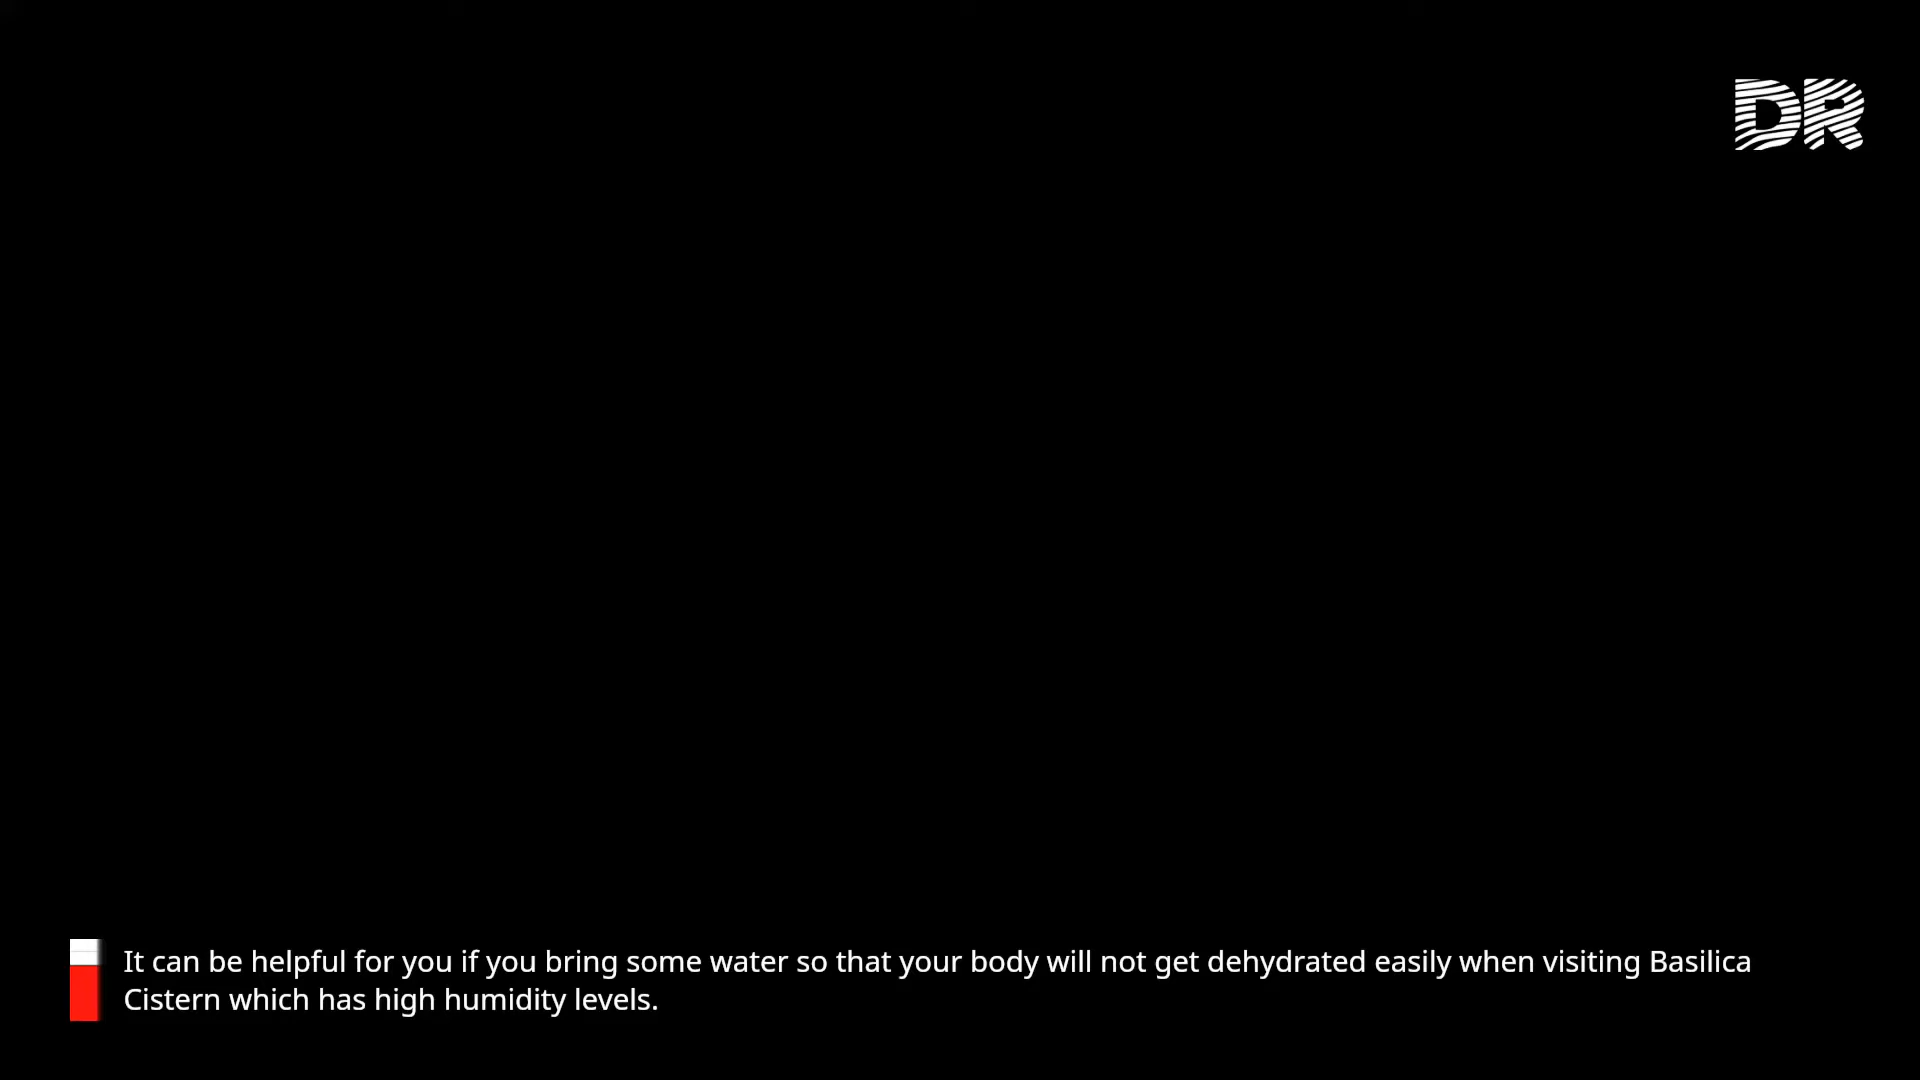 DR
It can be helpful for you if you bring some water so that your body will not get dehydrated easily when visiting Basilica
Cistern which has high humidity levels.